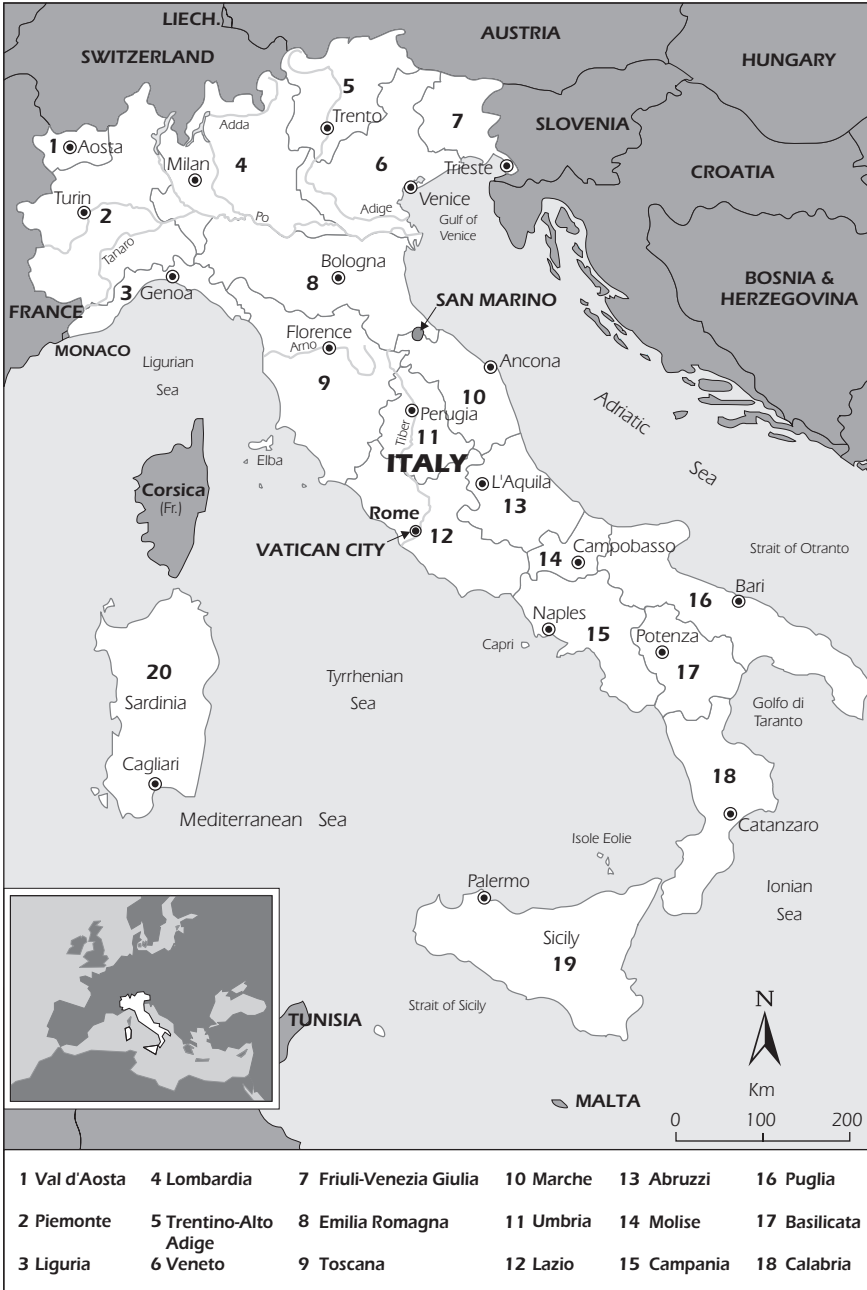 LIECH.
SWITZERLAND
AUSTRIA
HUNGARY
SLOVENIA
CROATIA
BOSNIA &
HERZEGOVINA
FRANCE
MONACO
SAN MARINO
5
Trento
7
Adda
1
Aosta
Milan
4
6
Trieste
Venice
Turin
2
Po
Adige
Gulf of
Venice
Tanaro
Bologna
8
3
Genoa
Florence
Arno
Ligurian
Sea
9
Ancona
10
Perugia
Tiber
11
Adriatic
Sea
Elba
ITALY
Corsica
(Fr.)
L'Aquila
13
Rome
VATICAN CITY
12
14
Campobasso
Strait of Otranto
Bari
16
Naples
15
Capri
Potenza
17
20
Sardinia
Tyrrhenian
Sea
Golfo di
Taranto
Cagliari
18
Mediterranean Sea
Catanzaro
Isole Eolie
Palermo
Ionian
Sea
Sicily
19
Strait of Sicily
TUNISIA
N
Km
MALTA
0 100 200
1 Val d'Aosta 4 Lombardia 7 Friuli-Venezia Giulia 10 Marche 13 Abruzzi 16 Puglia
2 Piemonte 5 Trentino-Alto 8 Emilia Romagna 11 Umbria 14 Molise 17 Basilicata
Adige
3 Liguria 6 Veneto 9 Toscana 12 Lazio 15 Campania 18 Calabria